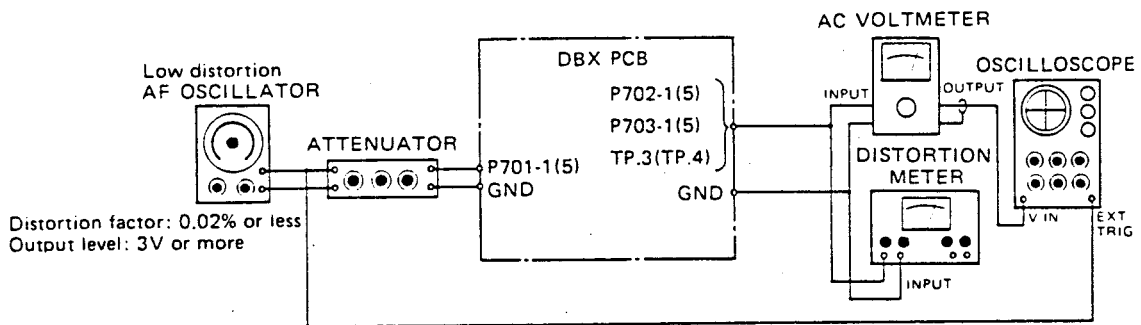 Low distortion
AF OSCILLATOR
Distortion factor: 0.02% or less
Output level: 3V or more
ATTENUATOR
DBX PCB
P701-1(5)
GND
P702-1(5)
P703-1(5)
TP.3(TP.4)
GND
AC VOLTMETER
INPUT
OUTPUT
DISTORTION
METER
INPUT
OSCILLOSCOPE
V IN
EXT
TRIG